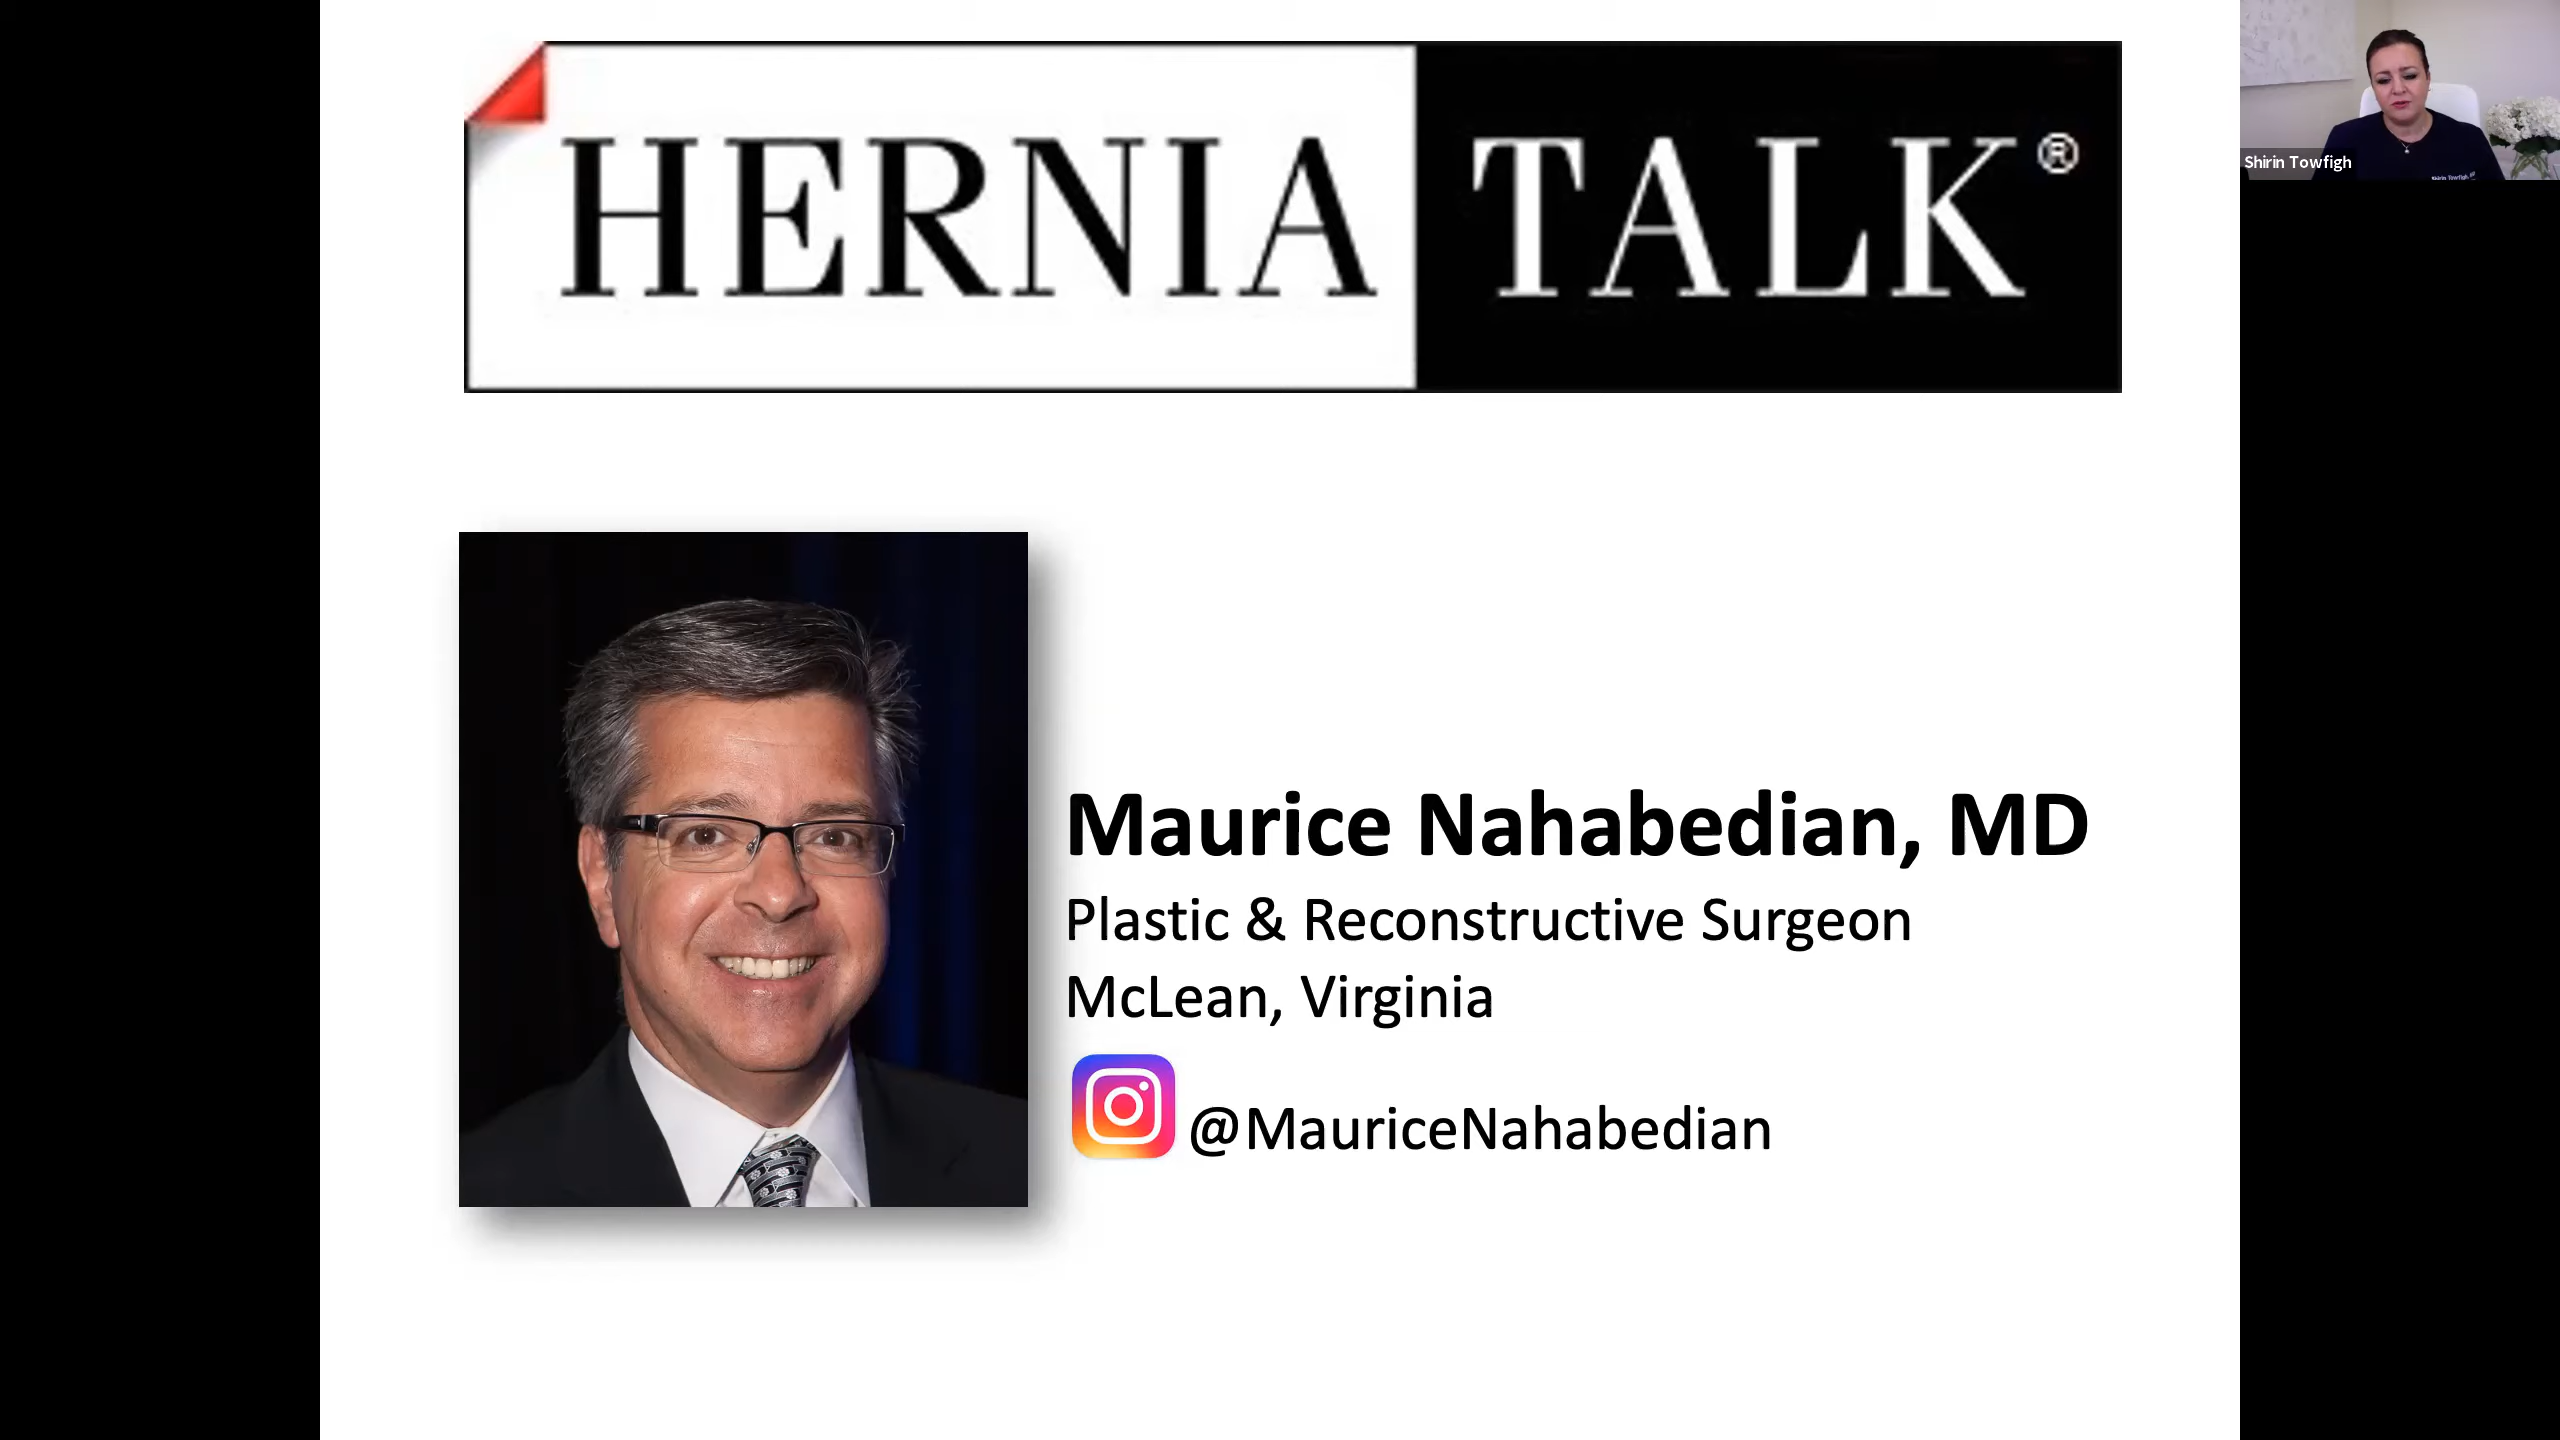 HERNIA TALK®
Shirin Towfigh
Maurice Nahabedian, MD
Plastic & Reconstructive Surgeon
McLean, Virginia
@MauriceNahabedian